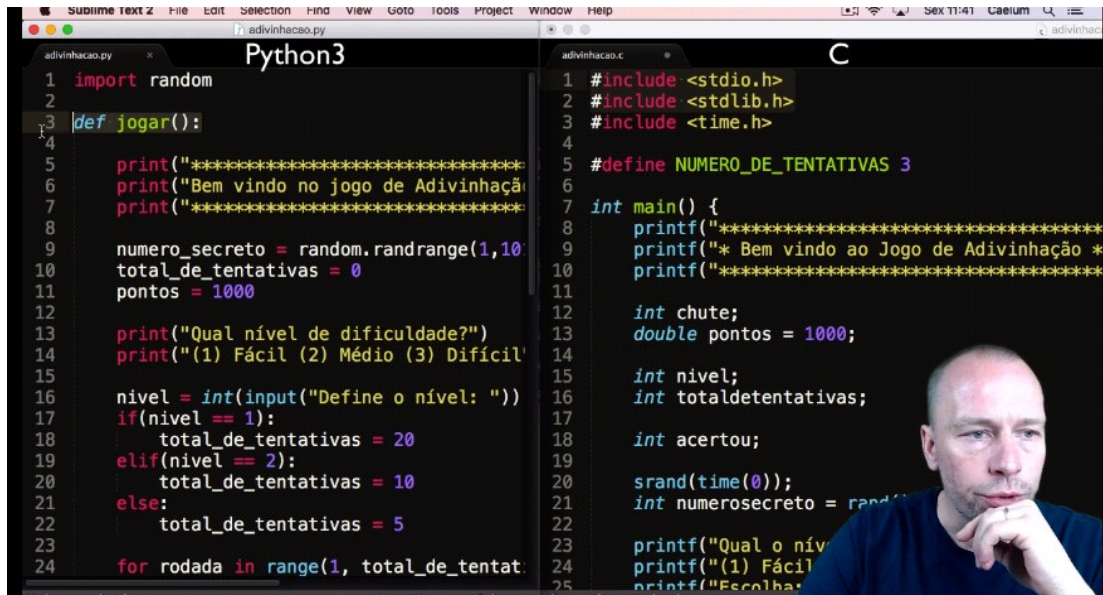 Sublime Text 2 File Edit Selection Find View Goto Tools Project Window Help Sex 11:41 Caelum
adivinhacao.py
adivinhacao.py ×
Python3
1 import random
2
3 def jogar():
4
5 print("*********************************
6 print("Bem vindo no jogo de Adivinhaçã
7 print("*********************************
8
9 numero_secreto = random.randrange(1,10
10 total_de_tentativas = 0
11 pontos = 1000
12
13 print("Qual nível de dificuldade?")
14 print("(1) Fácil (2) Médio (3) Difícil
15
16 nivel = int(input("Define o nível: "))
17 if(nivel == 1):
18 total_de_tentativas = 20
19 elif(nivel == 2):
20 total_de_tentativas = 10
21 else:
22 total_de_tentativas = 5
23
24 for rodada in range(1, total_de_tentat
adivinhac
adivinhacao.c
C
1 #include <stdio.h>
2 #include <stdlib.h>
3 #include <time.h>
4
5 #define NUMERO_DE_TENTATIVAS 3
6
7 int main() {
8 printf("************************************
9 printf("* Bem vindo ao Jogo de Adivinhação *
10 printf("************************************
11
12 int chute;
13 double pontos = 1000;
14
15 int nivel;
16 int totaldetentativas;
17
18 int acertou;
19
20 srand(time(0));
21 int numerosecreto = rand(
22
23 printf("Qual o nív
24 printf("(1) Fácil
25 printf("Escolha: